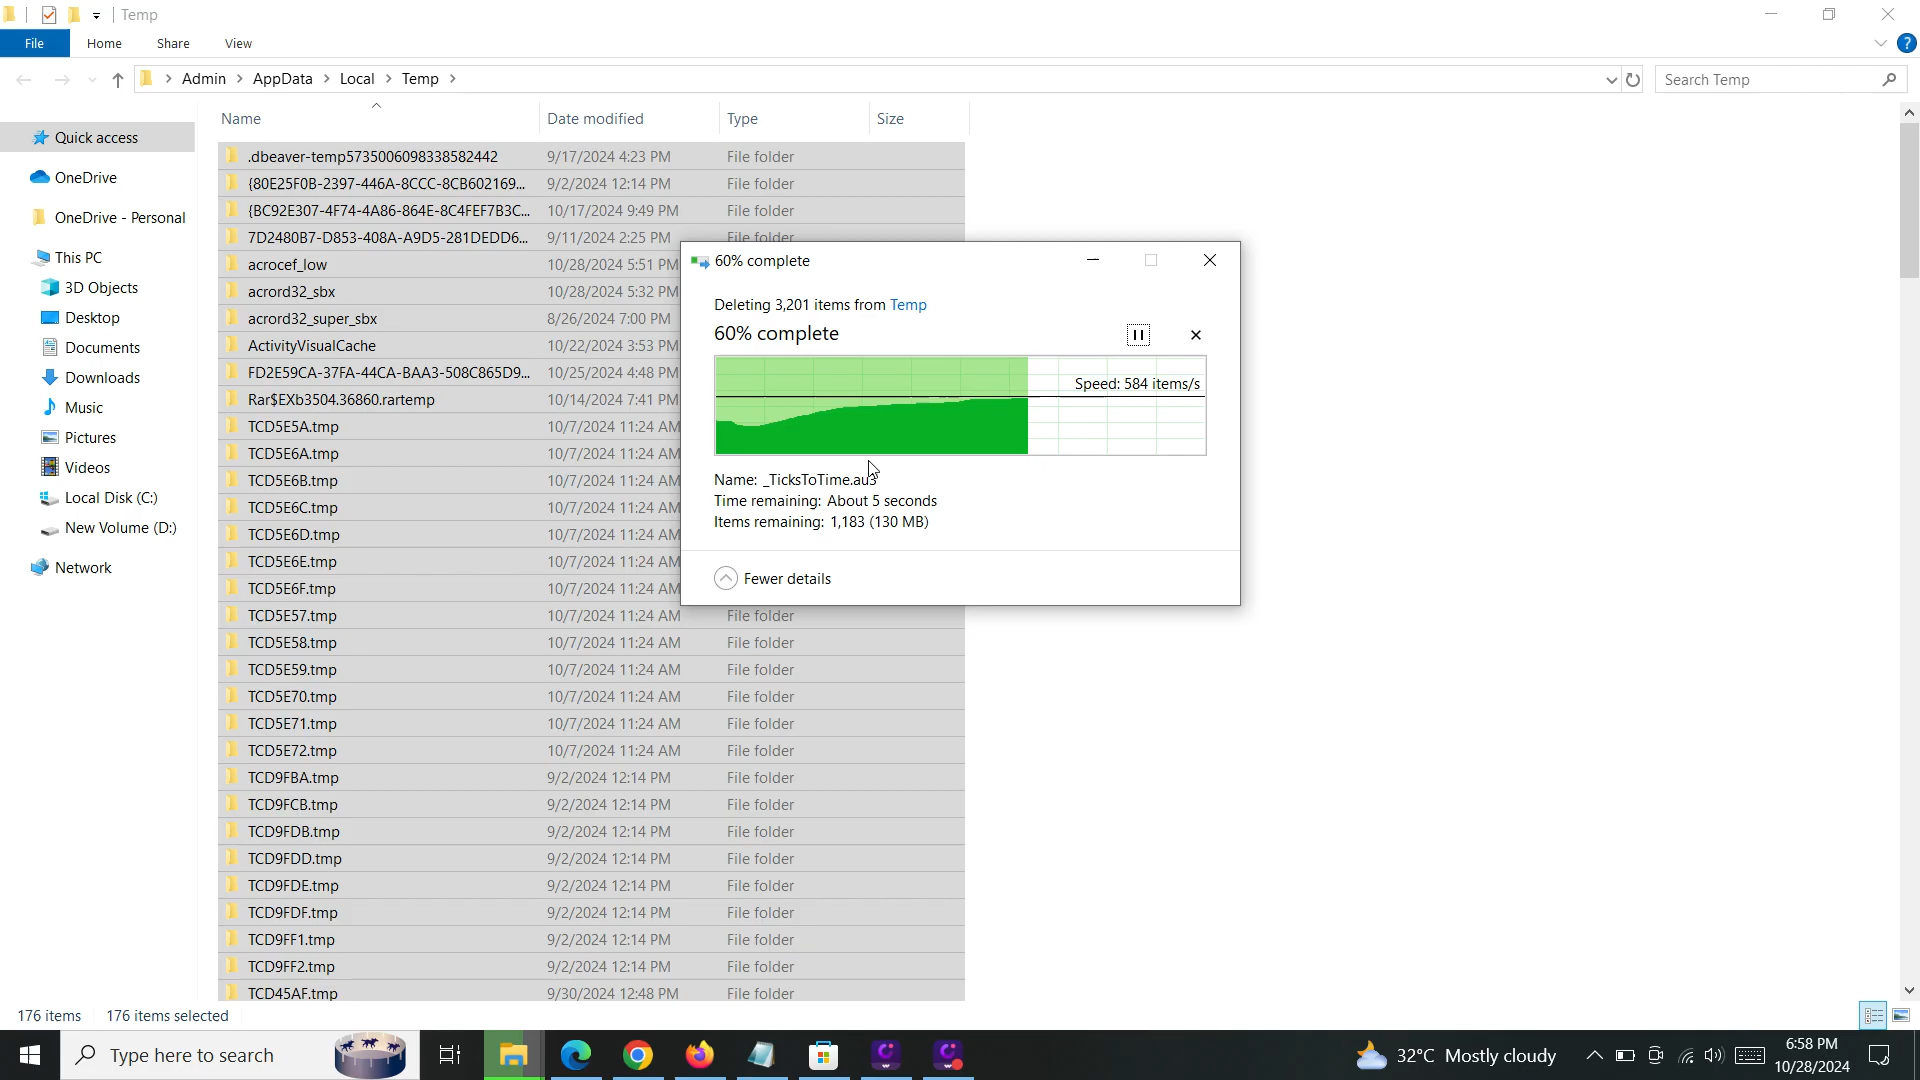 Temp
File Home Share View
Admin AppData Local Temp Search Temp
Name Date modified Type Size
Quick access
OneDrive
OneDrive - Personal
This PC
3D Objects
Desktop
Documents
Downloads
Music
Pictures
Videos
Local Disk (C:)
New Volume (D:)
Network
.dbeaver-temp5735006098338582442 9/17/2024 4:23 PM File folder
{80E25F0B-2397-446A-8CCC-8CB602169... 9/2/2024 12:14 PM File folder
{BC92E307-4F74-4A86-864E-8C4FEF7B3C... 10/17/2024 9:49 PM File folder
7D2480B7-D853-408A-A9D5-281DEDD6... 9/11/2024 2:25 PM File folder
acrocef_low 10/28/2024 5:51 PM
acrord32_sbx 10/28/2024 5:32 PM
acrord32_super_sbx 8/26/2024 7:00 PM
ActivityVisualCache 10/22/2024 3:53 PM
FD2E59CA-37FA-44CA-BAA3-508C865D9... 10/25/2024 4:48 PM
Rar$EXb3504.36860.rartemp 10/14/2024 7:41 PM
TCD5E5A.tmp 10/7/2024 11:24 AM
TCD5E6A.tmp 10/7/2024 11:24 AM
TCD5E6B.tmp 10/7/2024 11:24 AM
TCD5E6C.tmp 10/7/2024 11:24 AM
TCD5E6D.tmp 10/7/2024 11:24 AM
TCD5E6E.tmp 10/7/2024 11:24 AM
TCD5E6F.tmp 10/7/2024 11:24 AM
TCD5E57.tmp 10/7/2024 11:24 AM File folder
TCD5E58.tmp 10/7/2024 11:24 AM File folder
TCD5E59.tmp 10/7/2024 11:24 AM File folder
TCD5E70.tmp 10/7/2024 11:24 AM File folder
TCD5E71.tmp 10/7/2024 11:24 AM File folder
TCD5E72.tmp 10/7/2024 11:24 AM File folder
TCD9FBA.tmp 9/2/2024 12:14 PM File folder
TCD9FCB.tmp 9/2/2024 12:14 PM File folder
TCD9FDB.tmp 9/2/2024 12:14 PM File folder
TCD9FDD.tmp 9/2/2024 12:14 PM File folder
TCD9FDE.tmp 9/2/2024 12:14 PM File folder
TCD9FDF.tmp 9/2/2024 12:14 PM File folder
TCD9FF1.tmp 9/2/2024 12:14 PM File folder
TCD9FF2.tmp 9/2/2024 12:14 PM File folder
TCD45AF.tmp 9/30/2024 12:48 PM File folder
60% complete
Deleting 3,201 items from Temp
60% complete
Speed: 584 items/s
Name: _TicksToTime.au3
Time remaining: About 5 seconds
Items remaining: 1,183 (130 MB)
Fewer details
176 items 176 items selected
Type here to search
32°C Mostly cloudy
6:58 PM
10/28/2024